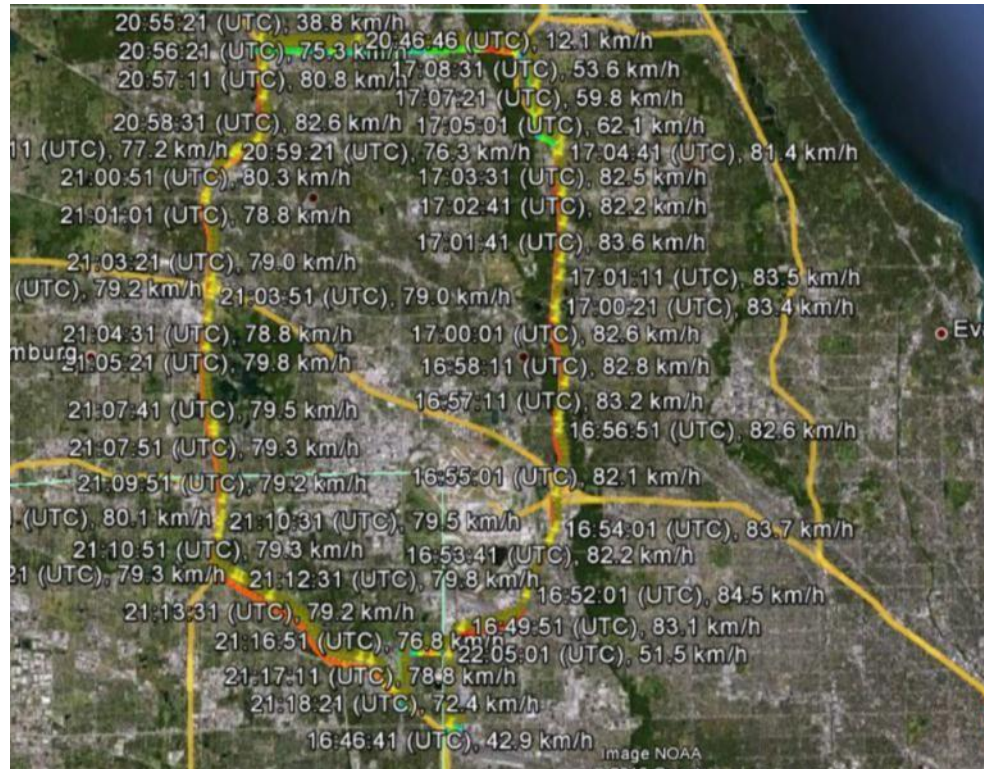 20:55:21 (UTC), 38.8 km/h
20:46:46 (UTC), 12.1 km/h
20:56:21 (UTC), 75.3 km/h
17:08:31 (UTC), 53.6 km/h
20:57:11 (UTC), 80.8 km/h
17:07:21 (UTC), 59.8 km/h
20:58:31 (UTC), 82.6 km/h
17:05:01 (UTC), 62.1 km/h
11 (UTC), 77.2 km/h
20:59:21 (UTC), 76.3 km/h
17:04:41 (UTC), 81.4 km/h
21:00:51 (UTC), 80.3 km/h
17:03:31 (UTC), 82.5 km/h
21:01:01 (UTC), 78.8 km/h
17:02:41 (UTC), 82.2 km/h
17:01:41 (UTC), 83.6 km/h
21:03:21 (UTC), 79.0 km/h
17:01:11 (UTC), 83.5 km/h
(UTC), 79.2 km/h
21:03:51 (UTC), 79.0 km/h
17:00:21 (UTC), 83.4 km/h
21:04:31 (UTC), 78.8 km/h
17:00:01 (UTC), 82.6 km/h
Ev
mburg
21:05:21 (UTC), 79.8 km/h
16:58:11 (UTC), 82.8 km/h
21:07:41 (UTC), 79.5 km/h
16:57:11 (UTC), 83.2 km/h
16:56:51 (UTC), 82.6 km/h
21:07:51 (UTC), 79.3 km/h
16:55:01 (UTC), 82.1 km/h
21:09:51 (UTC), 79.2 km/h
(UTC), 80.1 km/h
21:10:31 (UTC), 79.5 km/h
16:54:01 (UTC), 83.7 km/h
21:10:51 (UTC), 79.3 km/h
16:53:41 (UTC), 82.2 km/h
21 (UTC), 79.3 km/h
21:12:31 (UTC), 79.8 km/h
16:52:01 (UTC), 84.5 km/h
21:13:31 (UTC), 79.2 km/h
16:49:51 (UTC), 83.1 km/h
21:16:51 (UTC), 76.8 km/h
22:05:01 (UTC), 51.5 km/h
21:17:11 (UTC), 78.8 km/h
21:18:21 (UTC), 72.4 km/h
16:46:41 (UTC), 42.9 km/h
Image NOAA